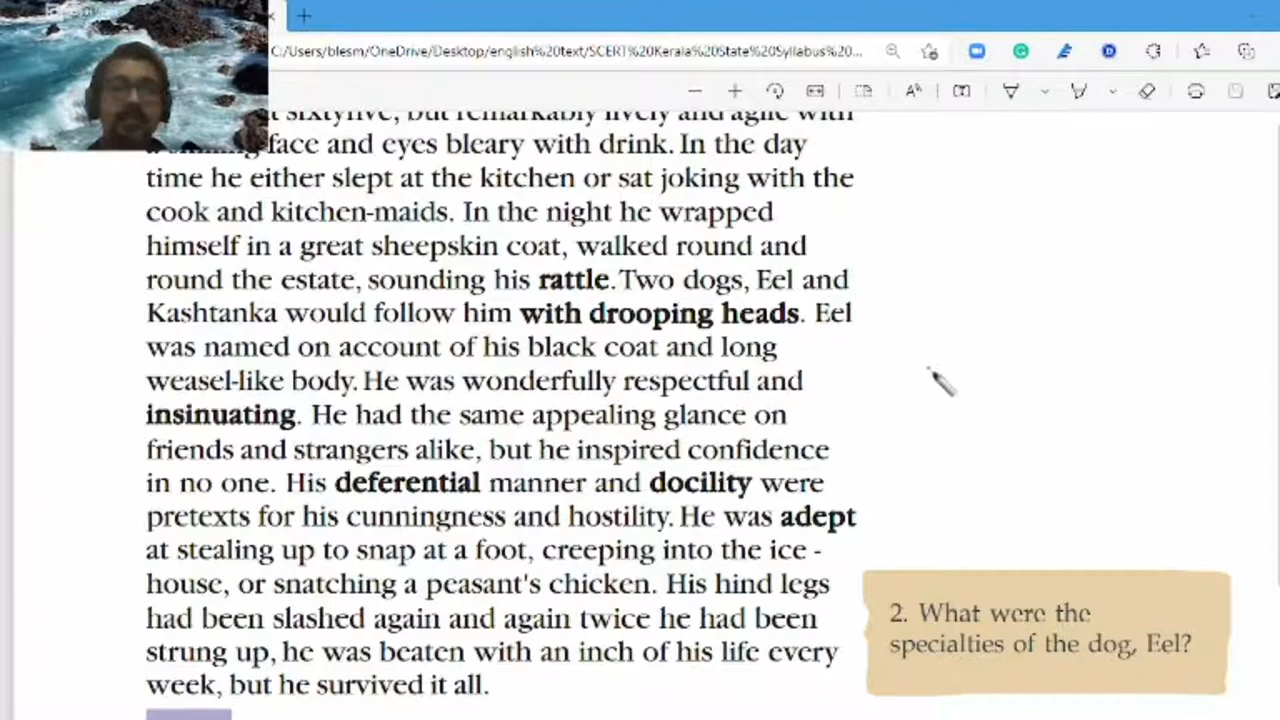 C:/Users/blesm/OneDrive/Desktop/english%20text/SCERT%20Kerala%20State%20Syllabus%20...
t sixtyfive, but remarkably lively and agile with
face and eyes bleary with drink. In the day
time he either slept at the kitchen or sat joking with the
cook and kitchen-maids. In the night he wrapped
himself in a great sheepskin coat, walked round and
round the estate, sounding his rattle. Two dogs, Eel and
Kashtanka would follow him with drooping heads. Eel
was named on account of his black coat and long
weasel-like body. He was wonderfully respectful and
insinuating. He had the same appealing glance on
friends and strangers alike, but he inspired confidence
in no one. His deferential manner and docility were
pretexts for his cunningness and hostility. He was adept
at stealing up to snap at a foot, creeping into the ice -
house, or snatching a peasant's chicken. His hind legs
had been slashed again and again twice he had been
strung up, he was beaten with an inch of his life every
week, but he survived it all.
2. What were the
specialties of the dog, Eel?